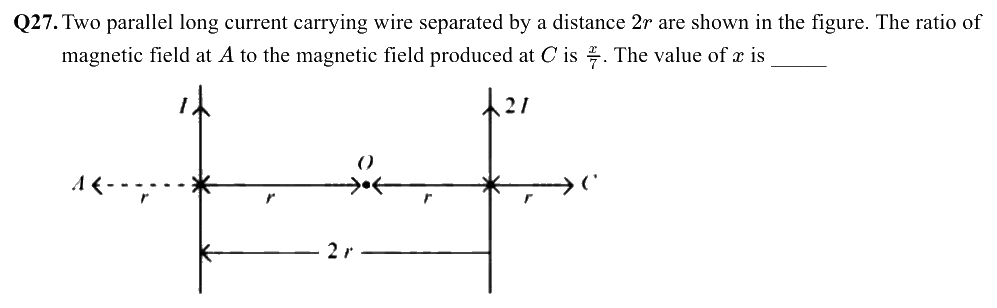 Q27. Two parallel long current carrying wire separated by a distance 2r are shown in the figure. The ratio of
magnetic field at A to the magnetic field produced at C is x/7. The value of x is _____
I 2I
O
A C
r r r r
2r